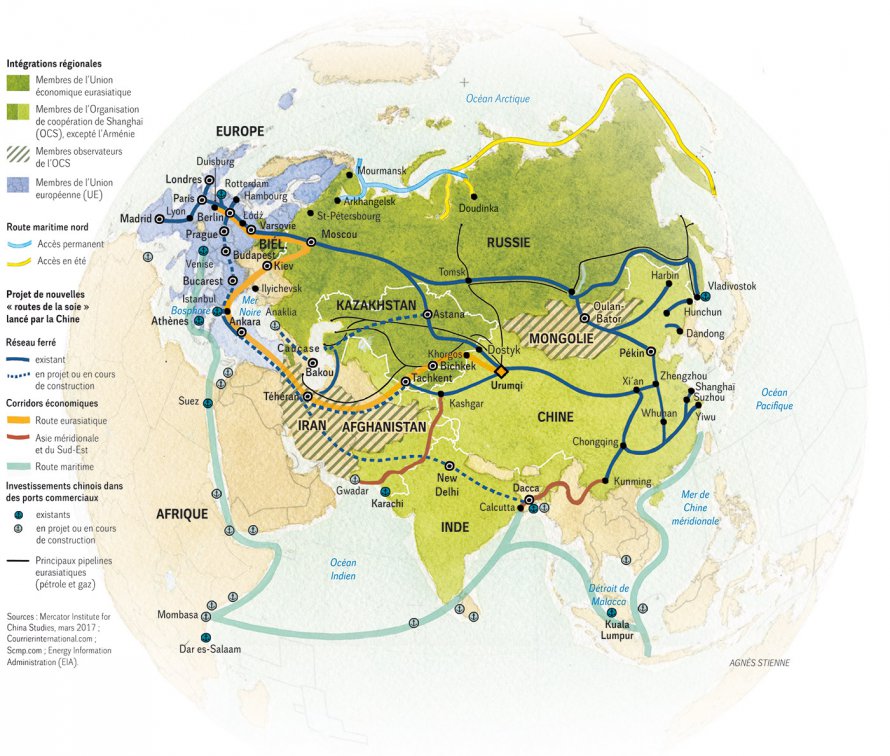 Intégrations régionales
Membres de l'Union
économique eurasiatique
Membres de l'Organisation
de coopération de Shanghaï
(OCS), excepté l'Arménie
Membres observateurs
de l'OCS
Membres de l'Union
européenne (UE)
Route maritime nord
Accès permanent
Accès en été
Projet de nouvelles
« routes de la soie »
lancé par la Chine
Réseau ferré
existant
en projet ou en cours
de construction
Corridors économiques
Route eurasiatique
Asie méridionale
et du Sud-Est
Route maritime
Investissements chinois dans
des ports commerciaux
existants
en projet ou en cours
de construction
Principaux pipelines
eurasiatiques
(pétrole et gaz)
Sources : Mercator Institute for
China Studies, mars 2017 ;
Courrierinternational.com ;
Scmp.com ; Energy Information
Administration (EIA).
Océan Arctique
EUROPE
Duisburg
Londres
Rotterdam
Hambourg
Paris
Lyon
Madrid
Berlin
Łódź
Varsovie
Prague
BIÉL.
Budapest
Venise
Kiev
Bucarest
Ilyichevsk
Istanbul
Mer
Noire
Bosphore
Anaklia
Athènes
Ankara
Mourmansk
Arkhangelsk
St-Pétersbourg
Moscou
Doudinka
RUSSIE
Tomsk
Harbin
Vladivostok
Oulan-
Bator
Hunchun
MONGOLIE
Dandong
KAZAKHSTAN
Astana
Caucase
Bakou
Khorgos
Dostyk
Bichkek
Tachkent
Urumqi
Pékin
Téhéran
Kashgar
Xi'an
Zhengzhou
Shanghaï
Suzhou
Yiwu
Wuhan
Suez
IRAN
AFGHANISTAN
CHINE
Océan
Pacifique
Chongqing
Gwadar
New
Delhi
Karachi
Dacca
Kunming
Calcutta
AFRIQUE
INDE
Mer de
Chine
méridionale
Océan
Indien
Détroit de
Malacca
Mombasa
Kuala
Lumpur
Dar es-Salaam
AGNÈS STIENNE